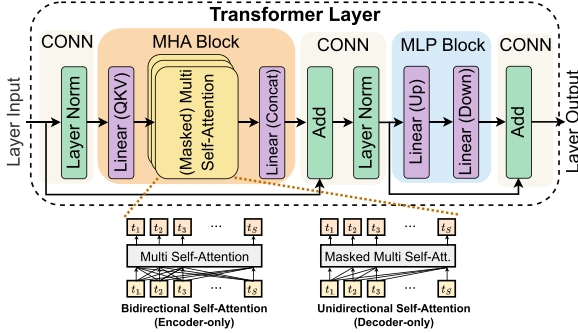 Transformer Layer
CONN
MHA Block
CONN
MLP Block
CONN
Layer Input
Layer Norm
Linear (QKV)
(Masked) Multi
Self-Attention
Linear (Concat)
Add
Layer Norm
Linear (Up)
Linear (Down)
Add
Layer Output
t1 t2 t3 ... tS
Multi Self-Attention
t1 t2 t3 ... tS
Bidirectional Self-Attention
(Encoder-only)
t1 t2 t3 ... tS
Masked Multi Self-Att.
t1 t2 t3 ... tS
Unidirectional Self-Attention
(Decoder-only)